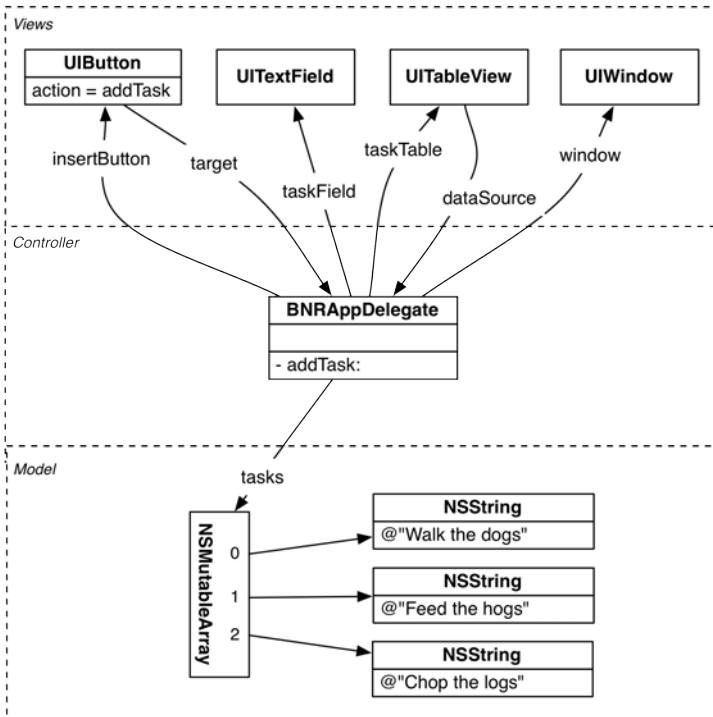 Views
UIButton
action = addTask
UITextField
UITableView
UIWindow
insertButton
target
taskField
taskTable
dataSource
window
Controller
BNRAppDelegate
- addTask:
Model
tasks
NSMutableArray
0
1
2
NSString
@"Walk the dogs"
NSString
@"Feed the hogs"
NSString
@"Chop the logs"